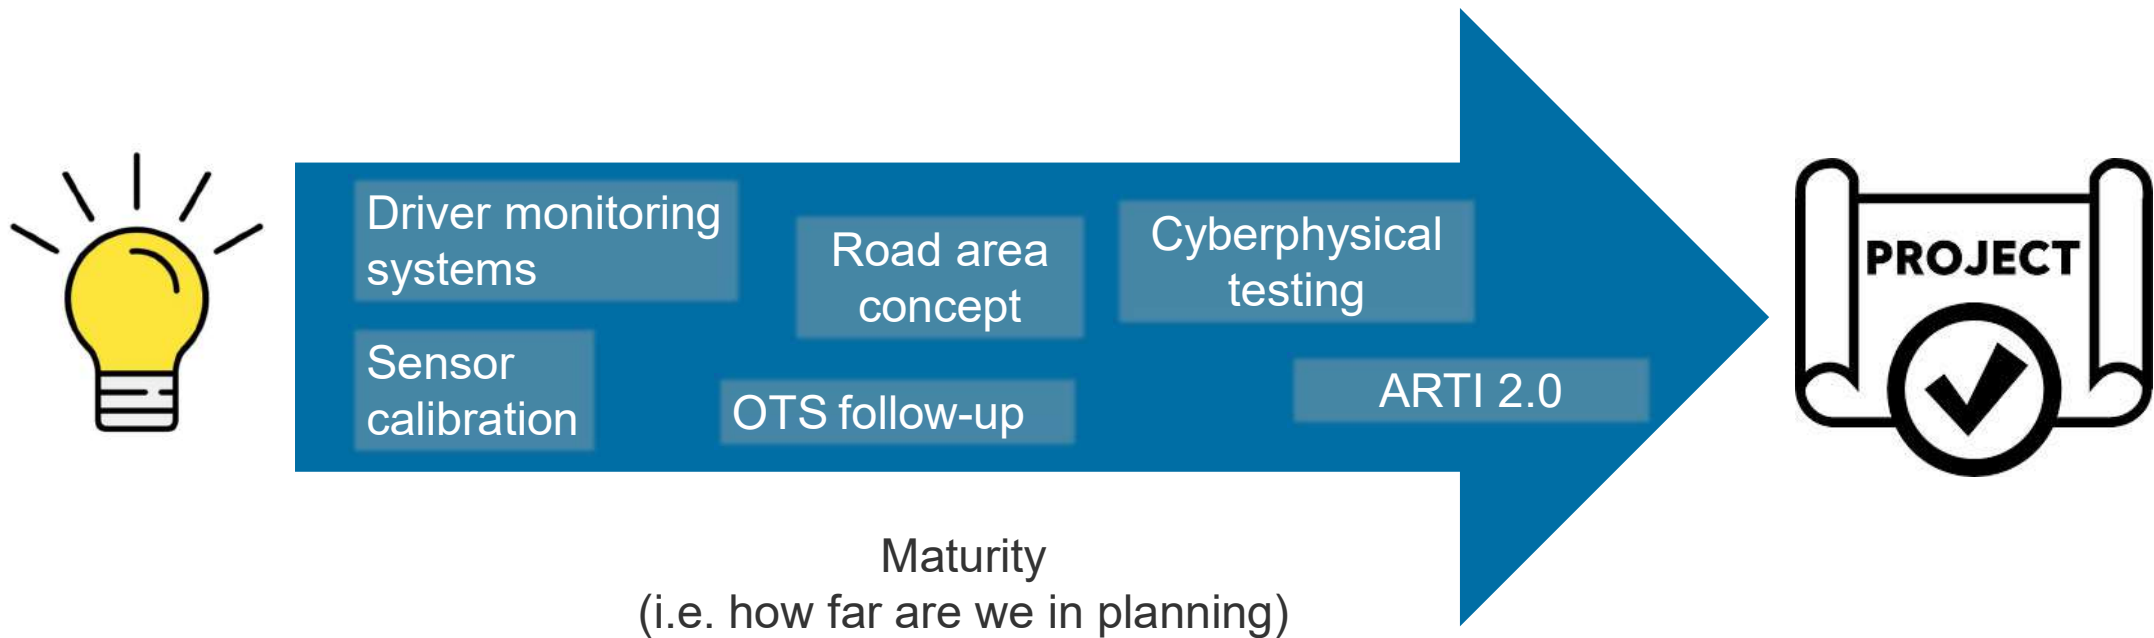 Driver monitoring
systems
Sensor
calibration
Road area
concept
OTS follow-up
Cyberphysical
testing
ARTI 2.0
PROJECT
Maturity
(i.e. how far are we in planning)